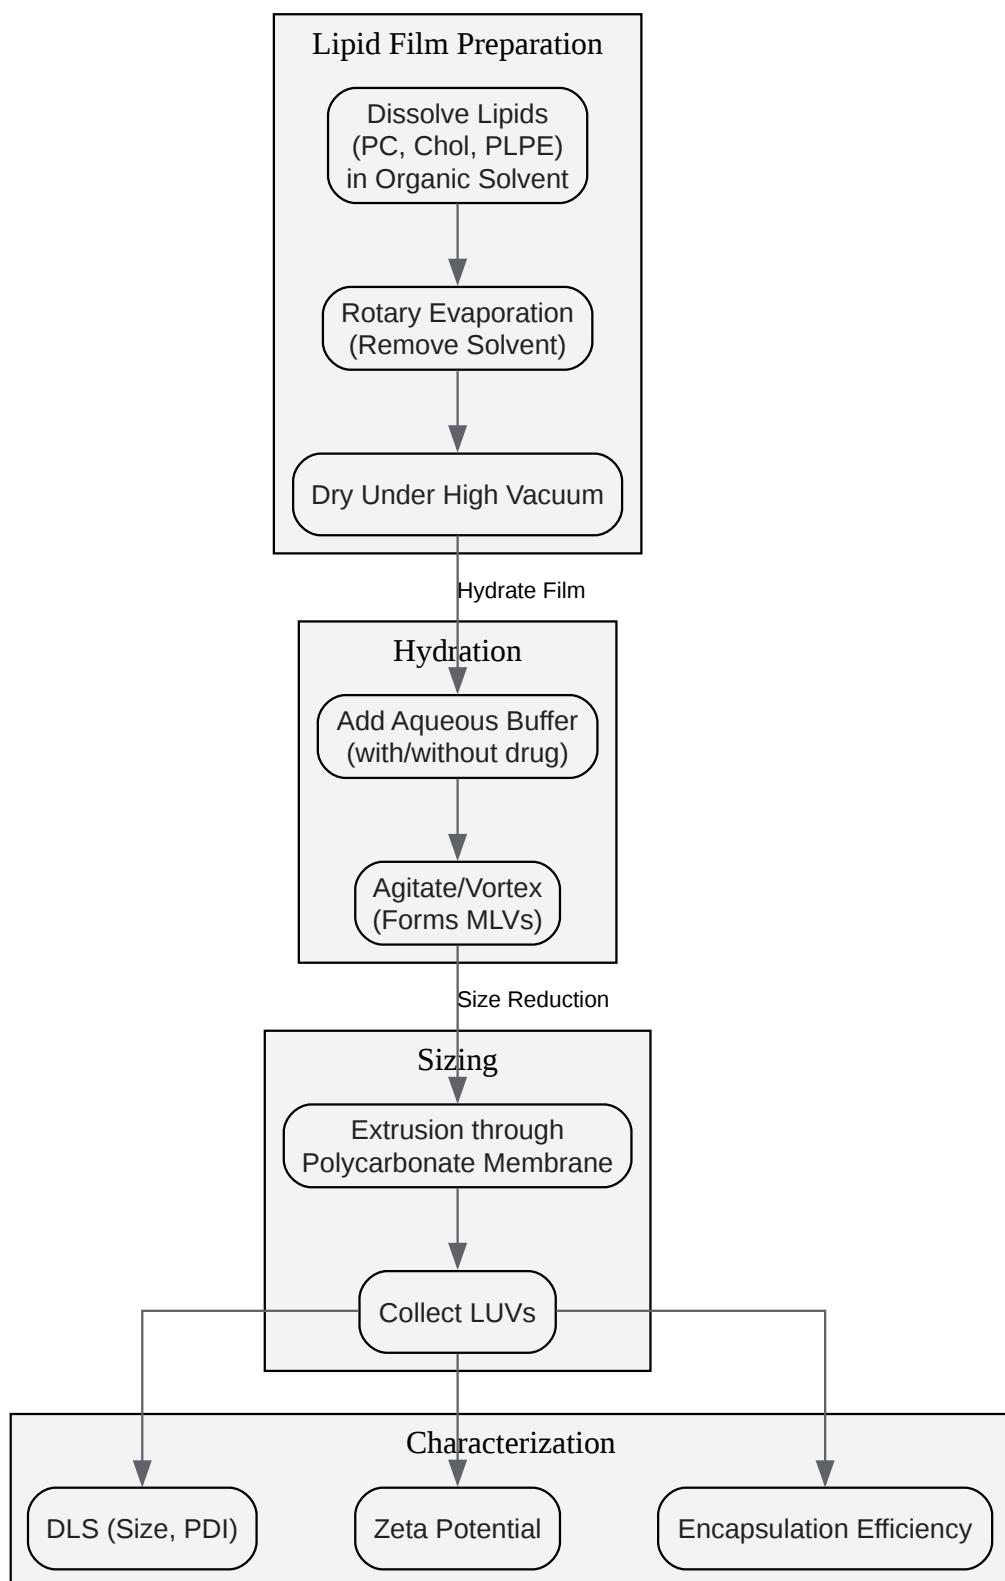 Lipid Film Preparation
Dissolve Lipids
(PC, Chol, PLPE)
in Organic Solvent
Rotary Evaporation
(Remove Solvent)
Dry Under High Vacuum
Hydrate Film
Hydration
Add Aqueous Buffer
(with/without drug)
Agitate/Vortex
(Forms MLVs)
Size Reduction
Sizing
Extrusion through
Polycarbonate Membrane
Collect LUVs
Characterization
DLS (Size, PDI)
Zeta Potential
Encapsulation Efficiency